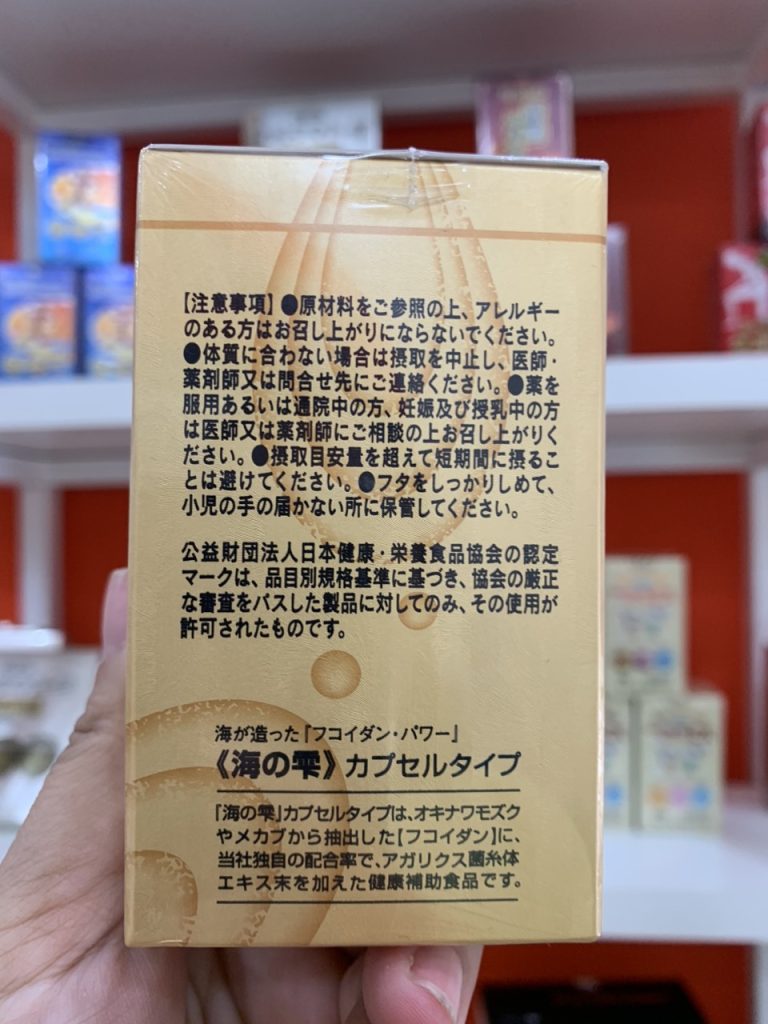 【注意事項】●原材料をご参照の上、アレルギー
のある方はお召し上がりにならないでください。
●体質に合わない場合は摂取を中止し、医師・
薬剤師又は問合せ先にご連絡ください。●薬を
服用あるいは通院中の方、妊娠及び授乳中の方
は医師又は薬剤師にご相談の上お召し上がりく
ださい。●摂取目安量を超えて短期間に摂るこ
とは避けてください。●フタをしっかりしめて、
小児の手の届かない所に保管してください。
公益財団法人日本健康・栄養食品協会の認定
マークは、品目別規格基準に基づき、協会の厳正
な審査をパスした製品に対してのみ、その使用が
許可されたものです。
海が造った『フコイダン・パワー』
《海の雫》カプセルタイプ
『海の雫』カプセルタイプは、オキナワモズク
やメカブから抽出した【フコイダン】に、
当社独自の配合率で、アガリクス菌糸体
エキス末を加えた健康補助食品です。